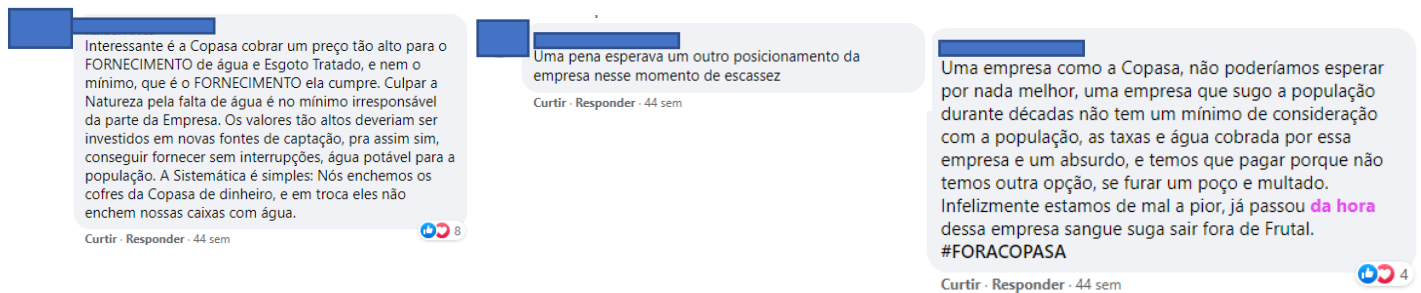 Interessante é a Copasa cobrar um preço tão alto para o
FORNECIMENTO de água e Esgoto Tratado, e nem o
mínimo, que é o FORNECIMENTO ela cumpre. Culpar a
Natureza pela falta de água é no mínimo irresponsável
da parte da Empresa. Os valores tão altos deveriam ser
investidos em novas fontes de captação, pra assim sim,
conseguir fornecer sem interrupções, água potável para a
população. A Sistemática é simples: Nós enchemos os
cofres da Copasa de dinheiro, e em troca eles não
enchem nossas caixas com água.
8
Curtir · Responder · 44 sem
Uma pena esperava um outro posicionamento da
empresa nesse momento de escassez
Curtir · Responder · 44 sem
Uma empresa como a Copasa, não poderíamos esperar
por nada melhor, uma empresa que sugo a população
durante décadas não tem um mínimo de consideração
com a população, as taxas e água cobrada por essa
empresa e um absurdo, e temos que pagar porque não
temos outra opção, se furar um poço e multado.
Infelizmente estamos de mal a pior, já passou da hora
dessa empresa sangue suga sair fora de Frutal.
#FORACOPASA
4
Curtir · Responder · 44 sem